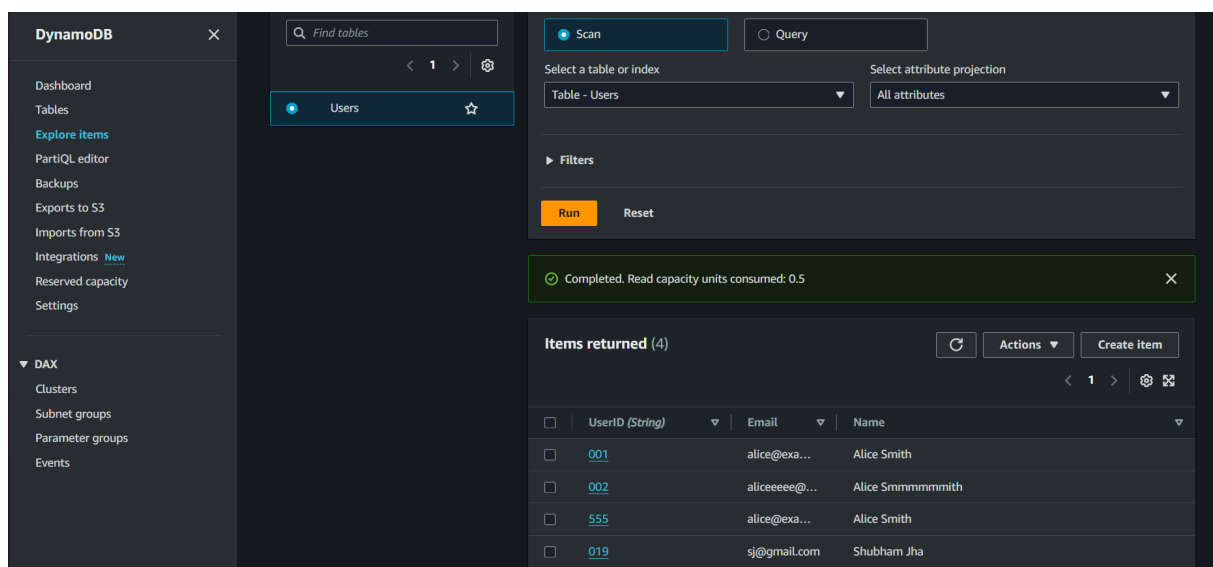 DynamoDB
Dashboard
Tables
Explore items
PartiQL editor
Backups
Exports to S3
Imports from S3
Integrations New
Reserved capacity
Settings
DAX
Clusters
Subnet groups
Parameter groups
Events
Find tables
1
Users
Scan
Query
Select a table or index
Select attribute projection
Table - Users
All attributes
Filters
Run Reset
Completed. Read capacity units consumed: 0.5
Items returned (4)
Actions
Create item
1
UserID (String) Email Name
001 alice@exa... Alice Smith
002 aliceeeee@... Alice Smmmmmmith
555 alice@exa... Alice Smith
019 sj@gmail.com Shubham Jha